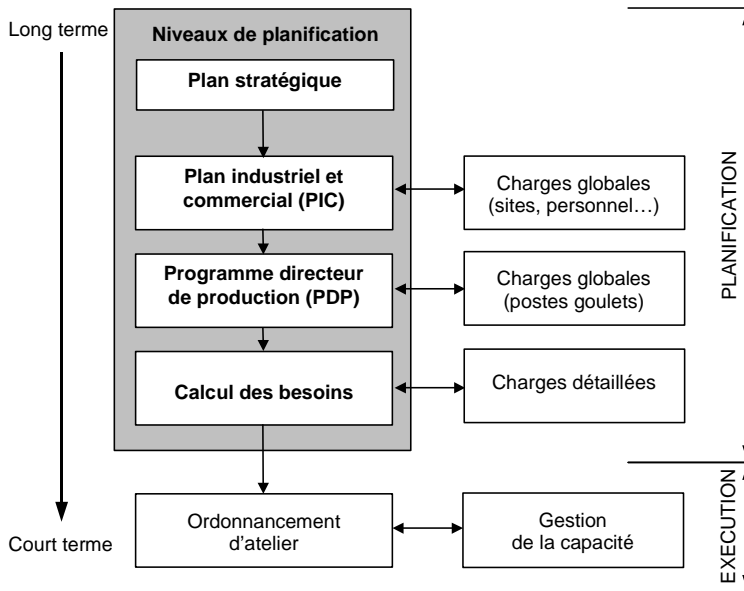 Long terme
Niveaux de planification
Plan stratégique
Plan industriel et
commercial (PIC)
Charges globales
(sites, personnel…)
Programme directeur
de production (PDP)
Charges globales
(postes goulets)
Calcul des besoins
Charges détaillées
PLANIFICATION
Ordonnancement
d'atelier
Gestion
de la capacité
Court terme
EXECUTION